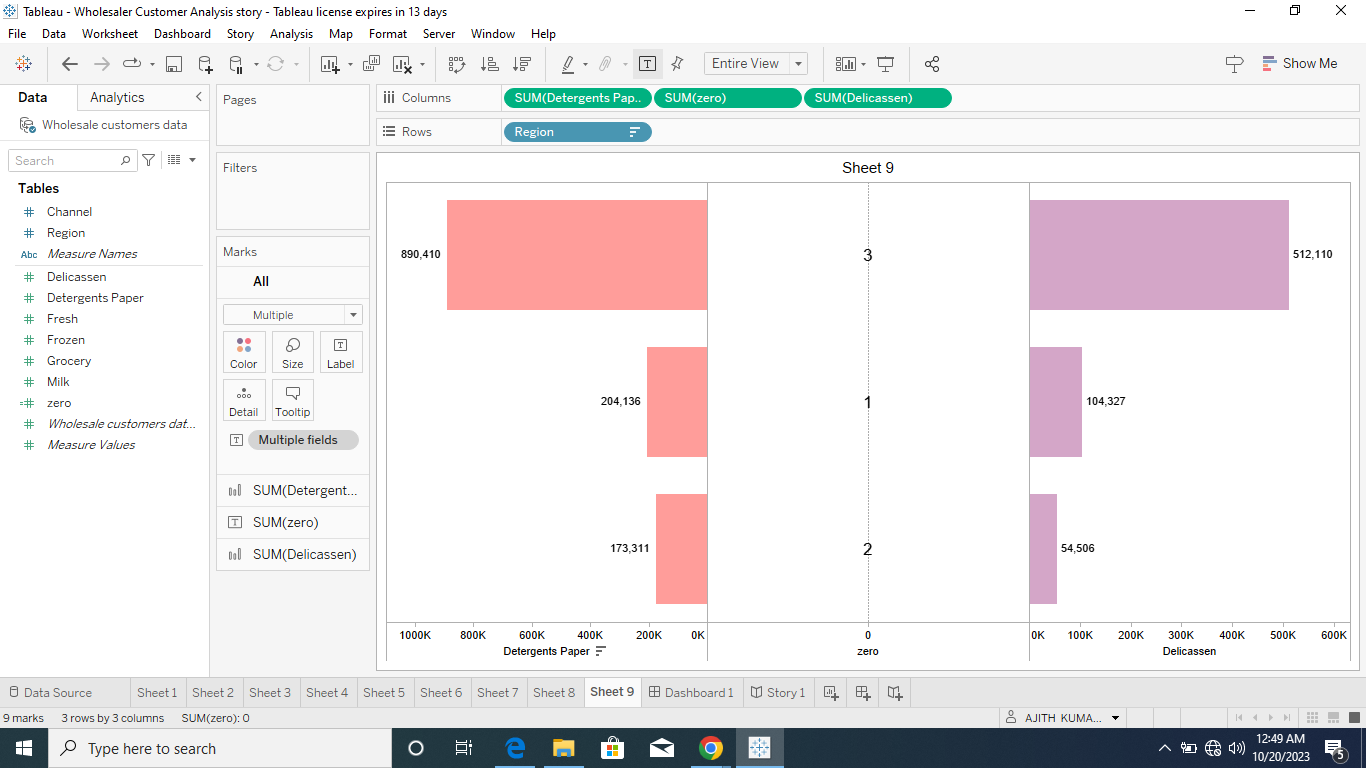 Tableau - Wholesaler Customer Analysis story - Tableau license expires in 13 days
File Data Worksheet Dashboard Story Analysis Map Format Server Window Help
Entire View
Show Me
Data Analytics
Wholesale customers data
Search
Tables
Channel
Region
Abc Measure Names
Delicassen
Detergents Paper
Fresh
Frozen
Grocery
Milk
zero
Wholesale customers dat...
Measure Values
Pages
Filters
Marks
All
Multiple
Color Size Label
Detail Tooltip
Multiple fields
SUM(Detergent...
SUM(zero)
SUM(Delicassen)
Columns SUM(Detergents Pap.. SUM(zero) SUM(Delicassen)
Rows Region
Sheet 9
890,410 3 512,110
204,136 1 104,327
173,311 2 54,506
1000K 800K 600K 400K 200K 0K 0 0K 100K 200K 300K 400K 500K 600K
Detergents Paper zero Delicassen
Data Source Sheet 1 Sheet 2 Sheet 3 Sheet 4 Sheet 5 Sheet 6 Sheet 7 Sheet 8 Sheet 9 Dashboard 1 Story 1
9 marks 3 rows by 3 columns SUM(zero): 0 AJITH KUMA...
Type here to search
12:49 AM
10/20/2023
5